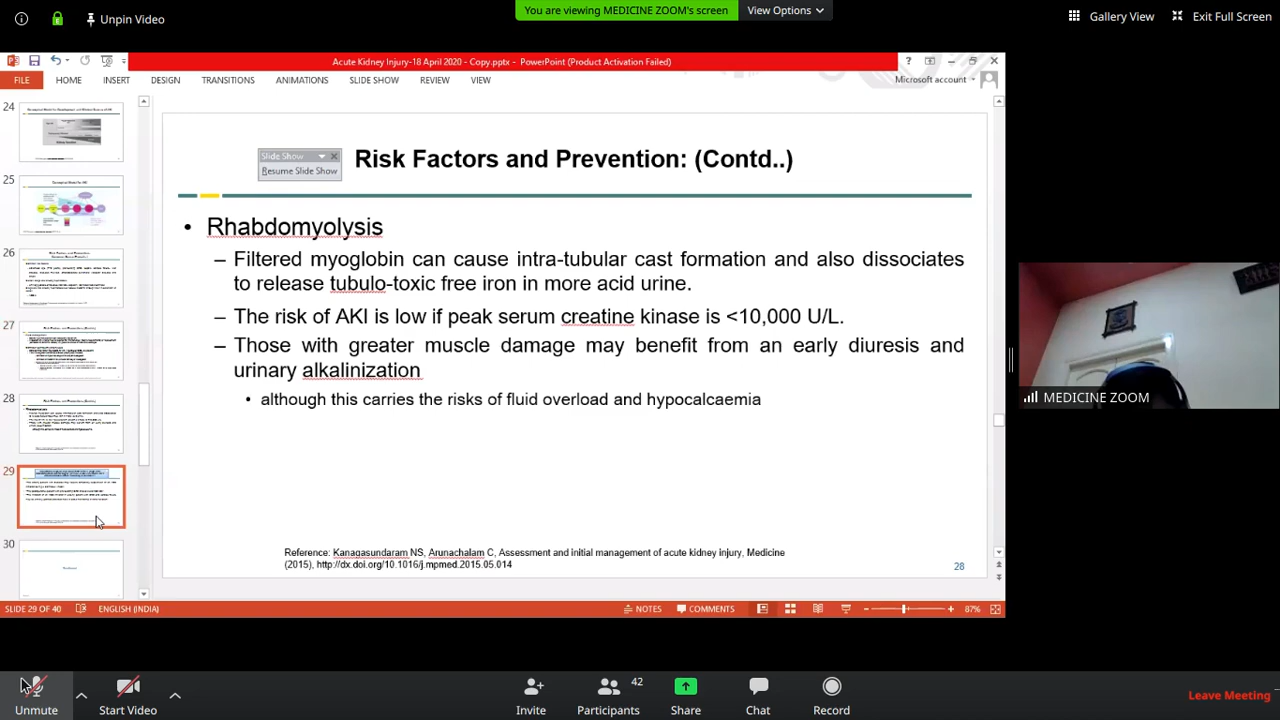 Unpin Video
You are viewing MEDICINE ZOOM's screen
View Options
Gallery View
Exit Full Screen
Acute Kidney Injury-18 April 2020 - Copy.pptx - PowerPoint (Product Activation Failed)
FILE HOME INSERT DESIGN TRANSITIONS ANIMATIONS SLIDE SHOW REVIEW VIEW
Microsoft account
24
25
26
27
28
29
30
Slide Show
Resume Slide Show
Risk Factors and Prevention: (Contd..)
• Rhabdomyolysis
– Filtered myoglobin can cause intra-tubular cast formation and also dissociates
to release tubulo-toxic free iron in more acid urine.
– The risk of AKI is low if peak serum creatine kinase is <10,000 U/L.
– Those with greater muscle damage may benefit from an early diuresis and
urinary alkalinization
• although this carries the risks of fluid overload and hypocalcaemia
Reference: Kanagasundaram NS, Arunachalam C, Assessment and initial management of acute kidney injury, Medicine
(2015), http://dx.doi.org/10.1016/j.mpmed.2015.05.014
28
MEDICINE ZOOM
SLIDE 29 OF 40
ENGLISH (INDIA)
NOTES
COMMENTS
87%
Unmute
Start Video
Invite
42
Participants
Share
Chat
Record
Leave Meeting